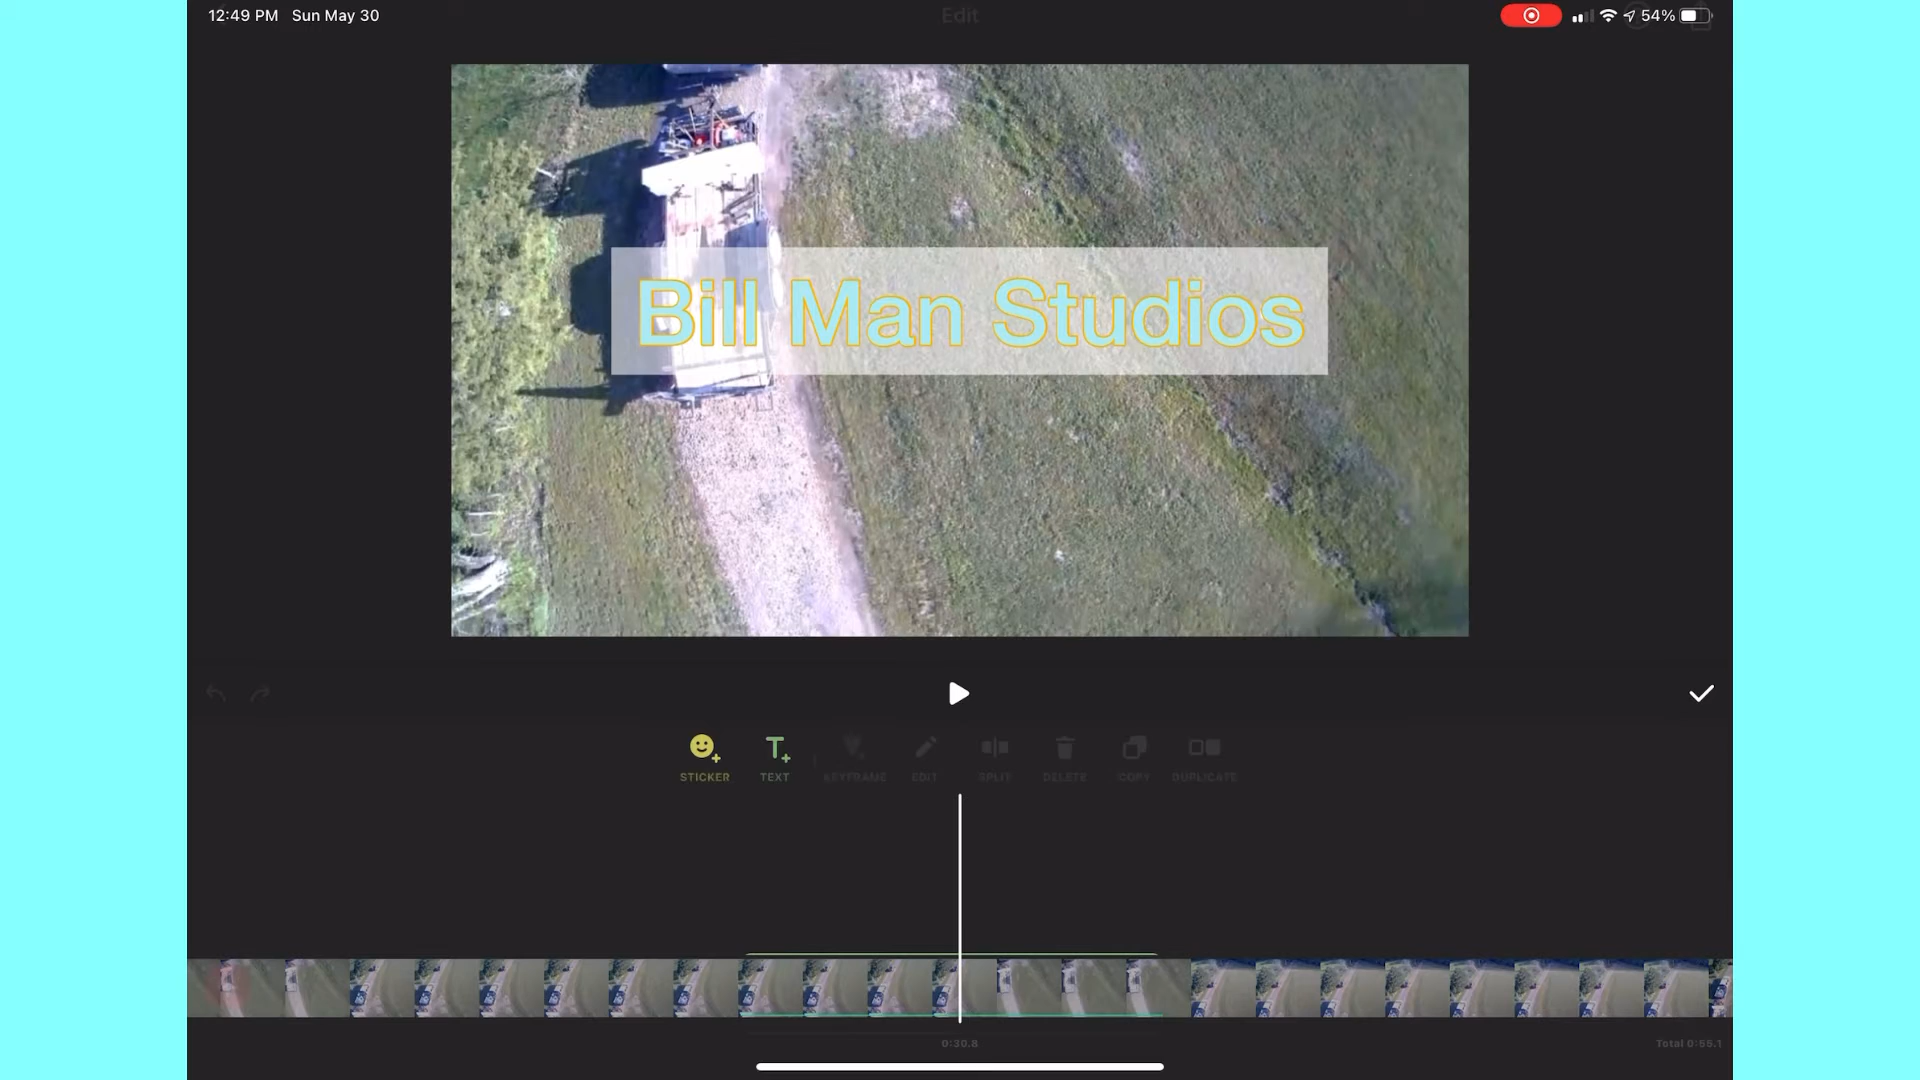 12:49 PM Sun May 30
Edit
54%
Bill Man Studios
STICKER
TEXT
KEYFRAME
EDIT
SPLIT
DELETE
COPY
DUPLICATE
0:30.8
Total 0:55.1